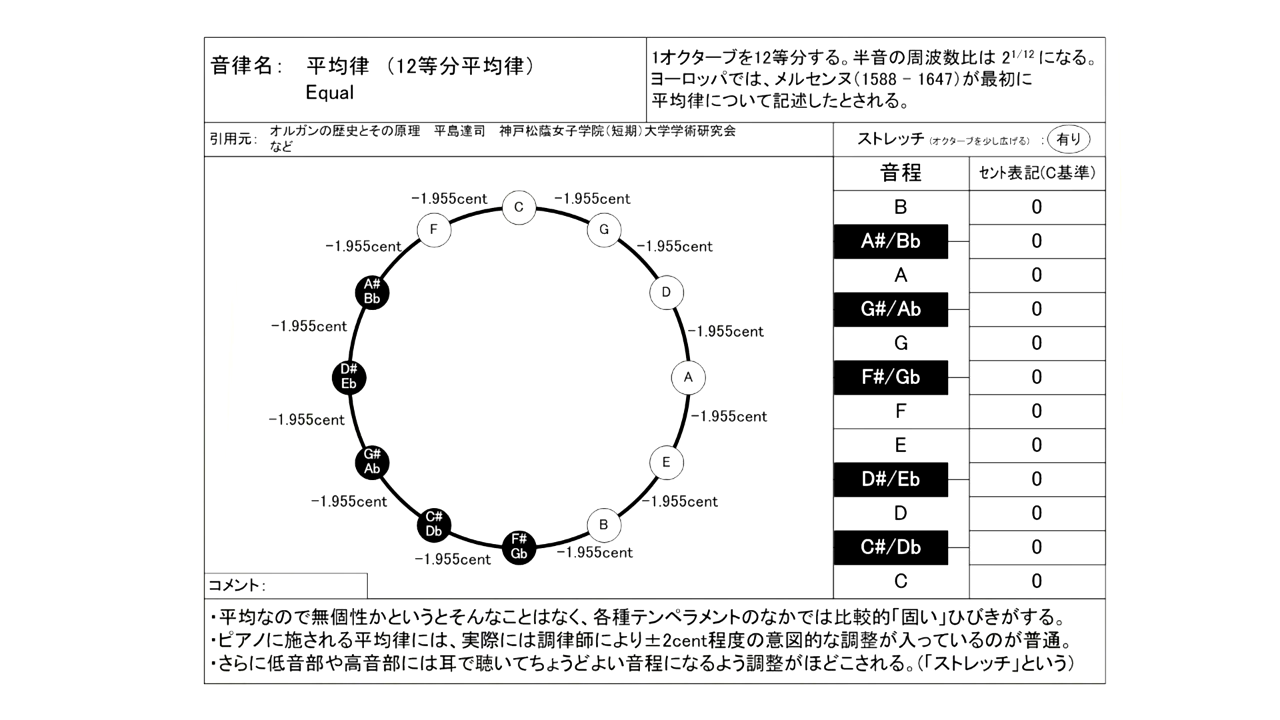 音律名： 平均律 （12等分平均律）
Equal
1オクターブを12等分する。半音の周波数比は 2^1/12 になる。
ヨーロッパでは、メルセンヌ（1588 - 1647）が最初に
平均律について記述したとされる。
引用元： オルガンの歴史とその原理 平島達司 神戸松蔭女子学院（短期）大学学術研究会
など
ストレッチ （オクターブを少し広げる） ： 有り
-1.955cent
C
-1.955cent
F
G
-1.955cent
-1.955cent
A#
Bb
D
-1.955cent
-1.955cent
D#
Eb
A
-1.955cent
-1.955cent
G#
Ab
E
-1.955cent
-1.955cent
C#
Db
B
F#
Gb
-1.955cent
-1.955cent
音程 セント表記(C基準)
B 0
A#/Bb 0
A 0
G#/Ab 0
G 0
F#/Gb 0
F 0
E 0
D#/Eb 0
D 0
C#/Db 0
C 0
コメント：
・平均なので無個性かというとそんなことはなく、各種テンペラメントのなかでは比較的「固い」ひびきがする。
・ピアノに施される平均律には、実際には調律師により±2cent程度の意図的な調整が入っているのが普通。
・さらに低音部や高音部には耳で聴いてちょうどよい音程になるよう調整がほどこされる。（「ストレッチ」という）